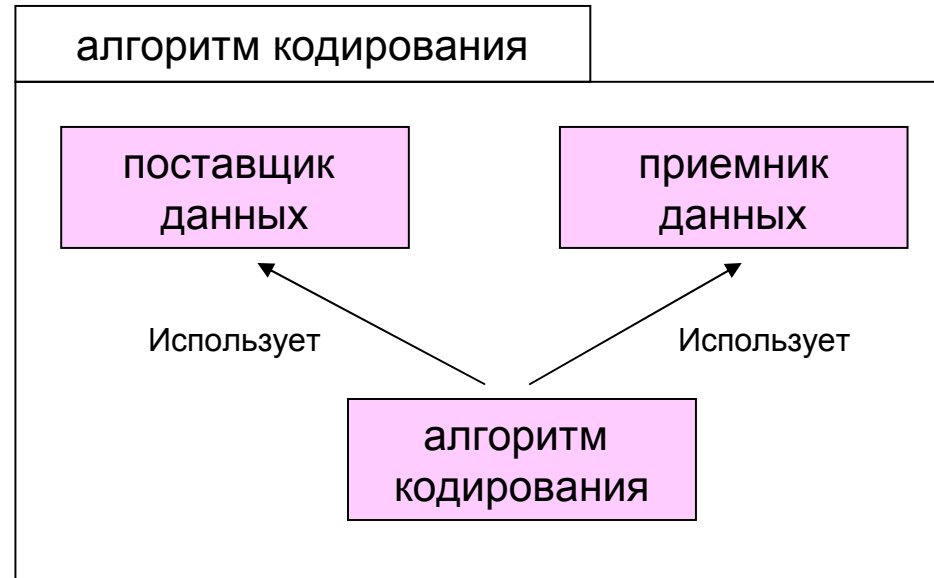 алгоритм кодирования
поставщик
данных
приемник
данных
Использует
Использует
алгоритм
кодирования